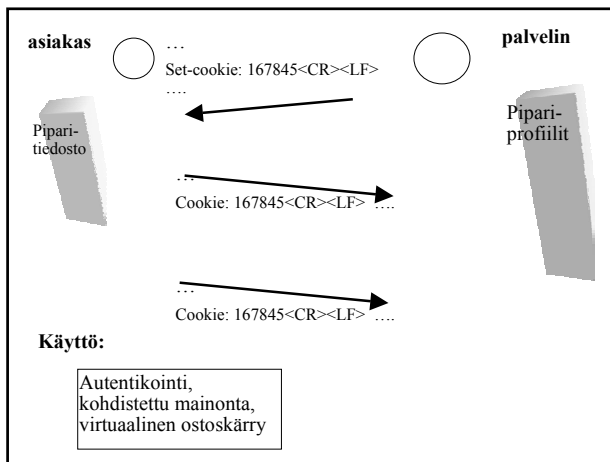 asiakas
palvelin
…
Set-cookie: 167845<CR><LF>
….
Pipari-
tiedosto
Pipari-
profiilit
…
Cookie: 167845<CR><LF> ….
…
Cookie: 167845<CR><LF> ….
Käyttö:
Autentikointi,
kohdistettu mainonta,
virtuaalinen ostoskärry